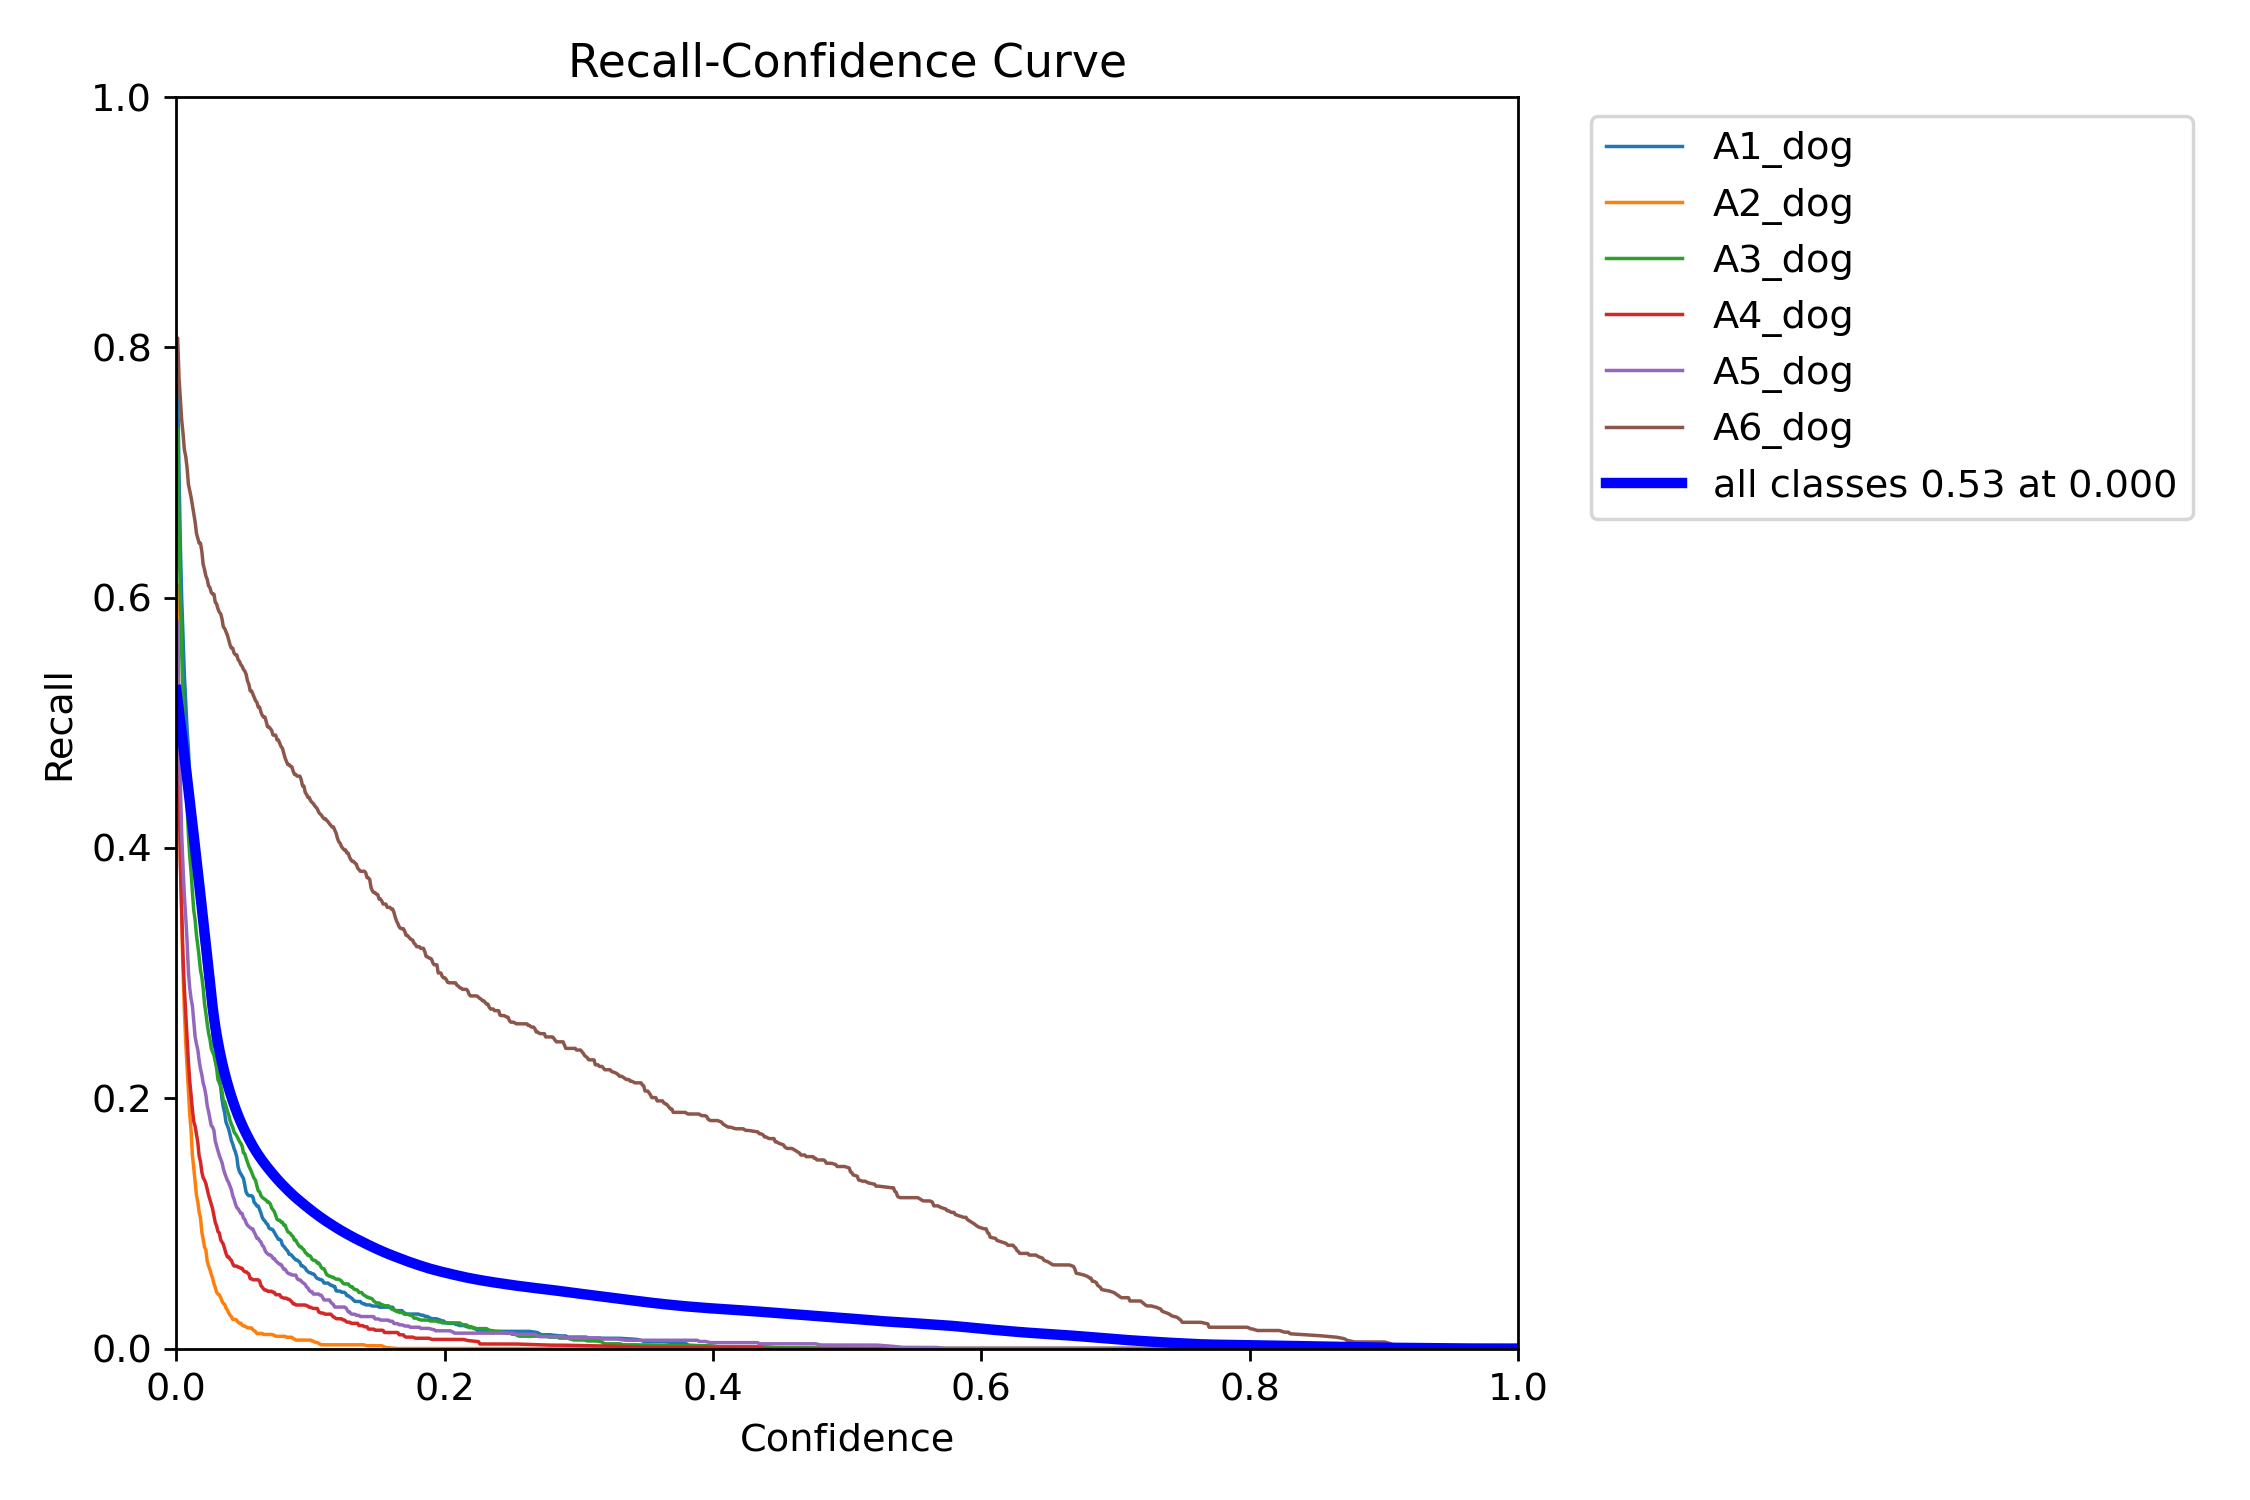 Recall-Confidence Curve
1.0
0.8
0.6
0.4
0.2
0.0
Recall
0.0 0.2 0.4 0.6 0.8 1.0
Confidence
A1_dog
A2_dog
A3_dog
A4_dog
A5_dog
A6_dog
all classes 0.53 at 0.000